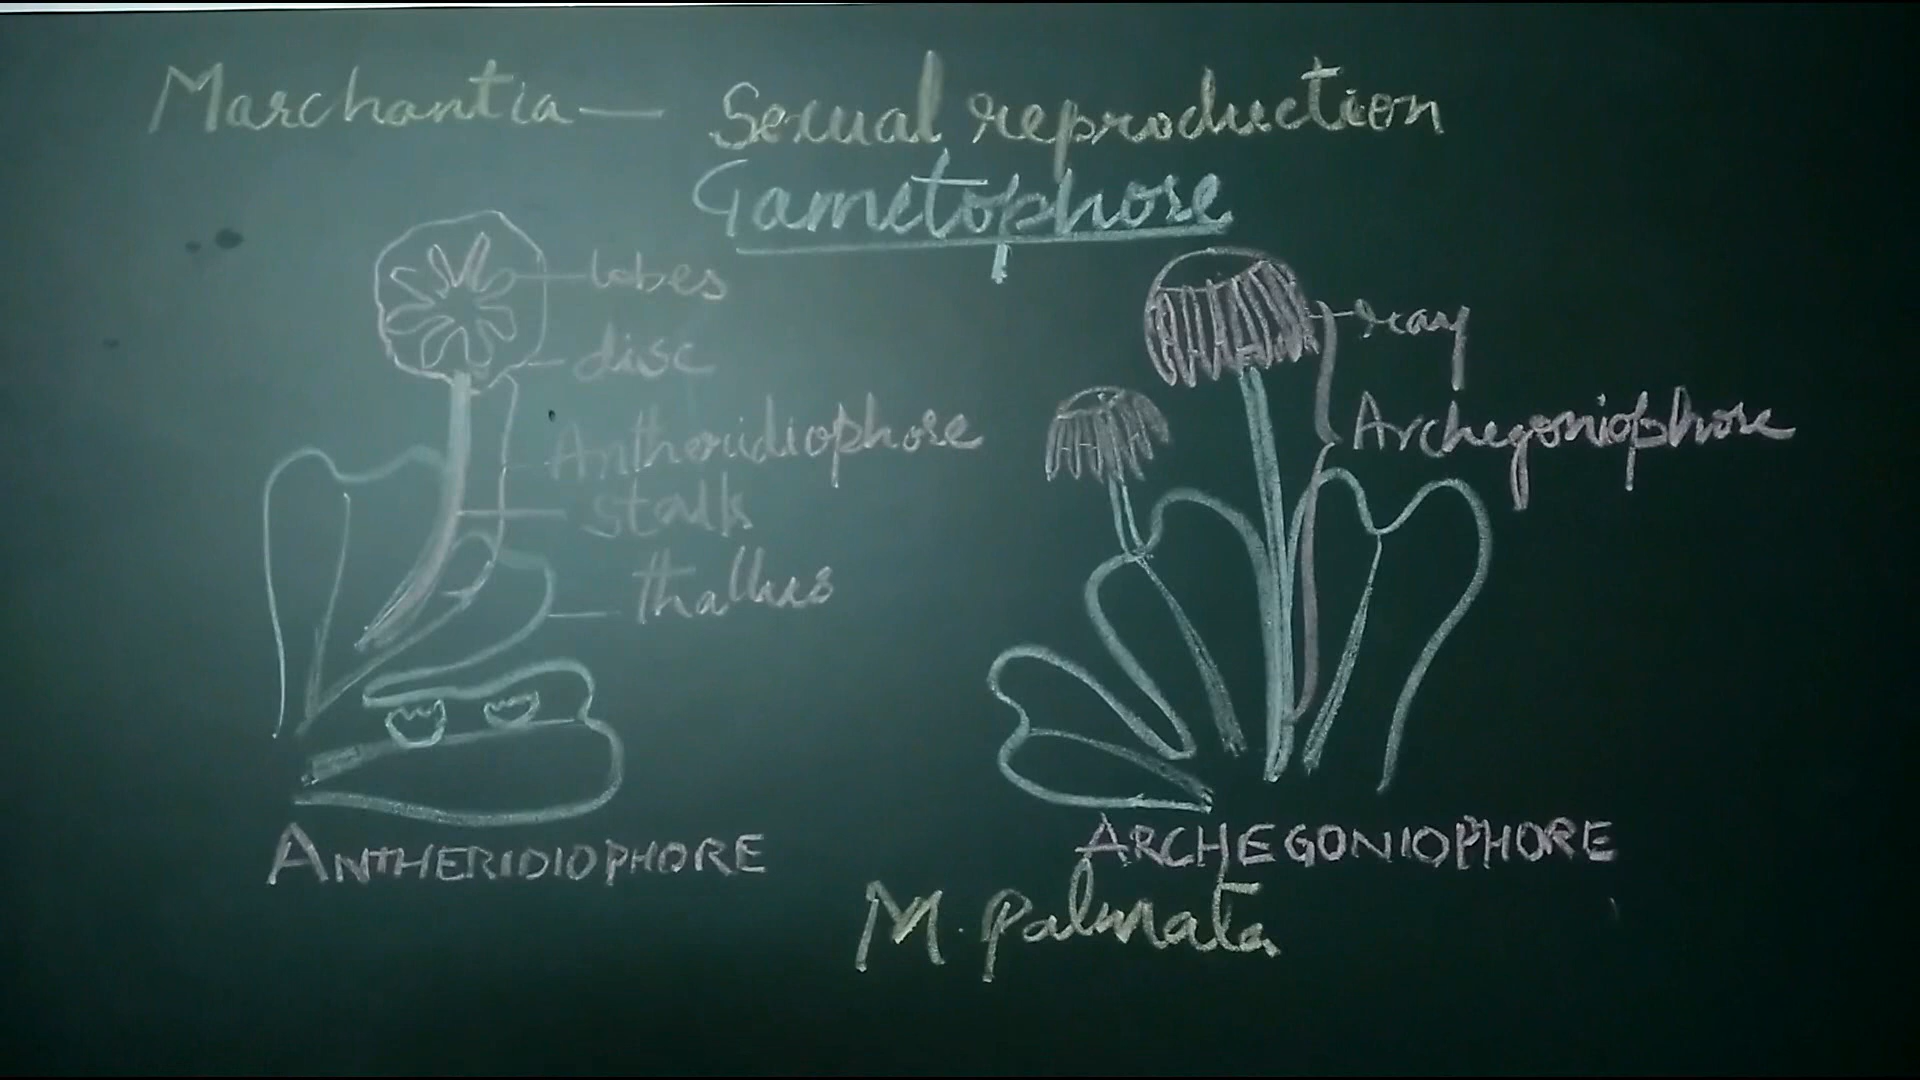 Marchantia — Sexual reproduction
Gametophore
lobes
disc
Antheridiophore
stalk
thallus
ray
Archegoniophore
ANTHERIDIOPHORE
ARCHEGONIOPHORE
M. Palmata